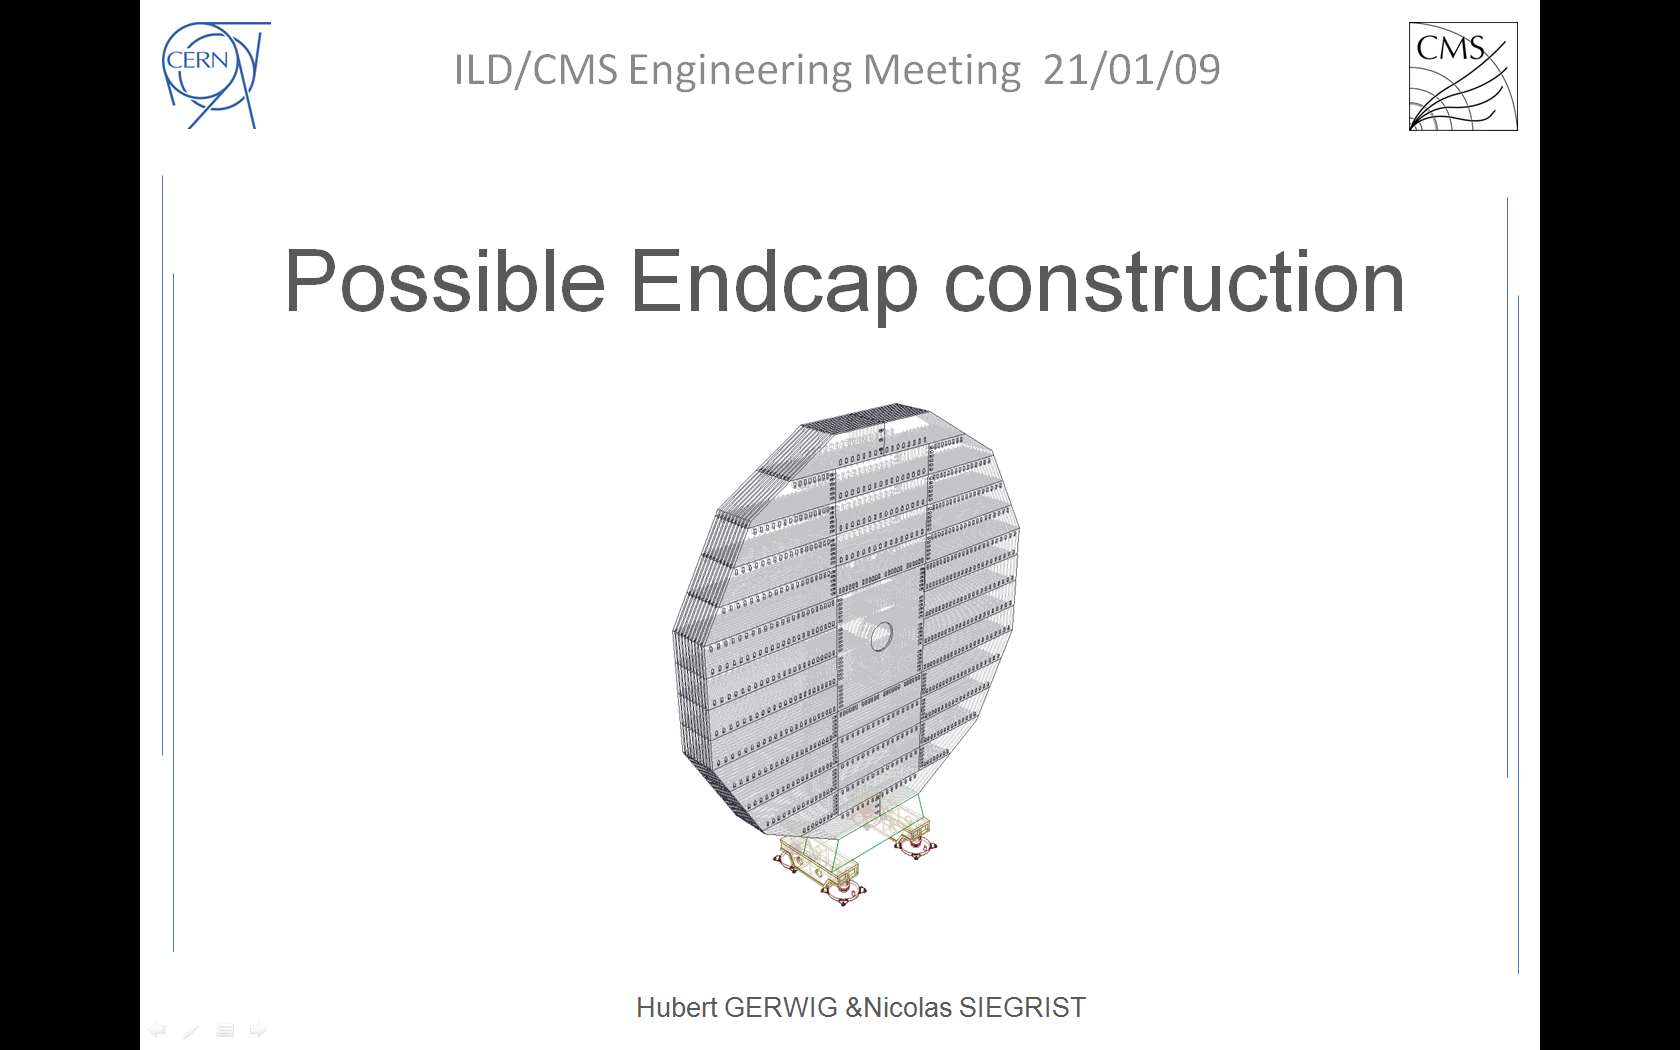 CERN
ILD/CMS Engineering Meeting 21/01/09
CMS
Possible Endcap construction
Hubert GERWIG &Nicolas SIEGRIST